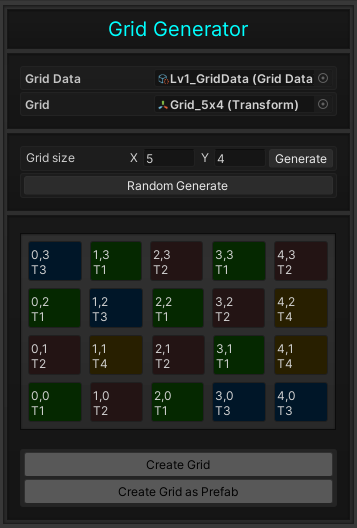 Grid Generator
Grid Data Lv1_GridData (Grid Data
Grid Grid_5x4 (Transform)
Grid size X 5 Y 4 Generate
Random Generate
0,3 1,3 2,3 3,3 4,3
T3 T1 T2 T1 T2
0,2 1,2 2,2 3,2 4,2
T1 T3 T1 T2 T4
0,1 1,1 2,1 3,1 4,1
T2 T4 T2 T1 T4
0,0 1,0 2,0 3,0 4,0
T1 T2 T1 T3 T3
Create Grid
Create Grid as Prefab